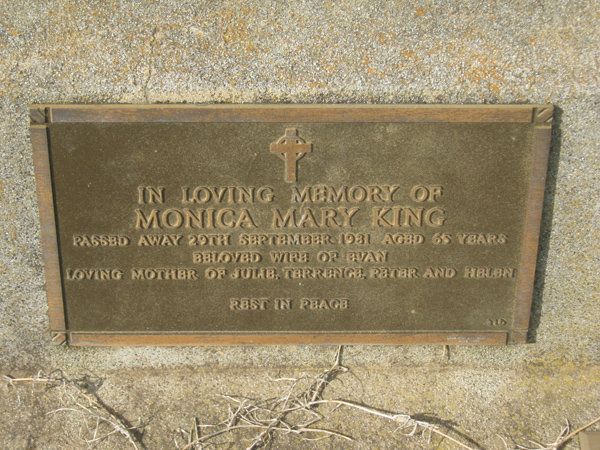 IN LOVING MEMORY OF
MONICA MARY KING
PASSED AWAY 29TH SEPTEMBER 1981 AGED 65 YEARS
BELOVED WIFE OF EVAN
LOVING MOTHER OF JULIE, TERRENCE, PETER AND HELEN
REST IN PEACE